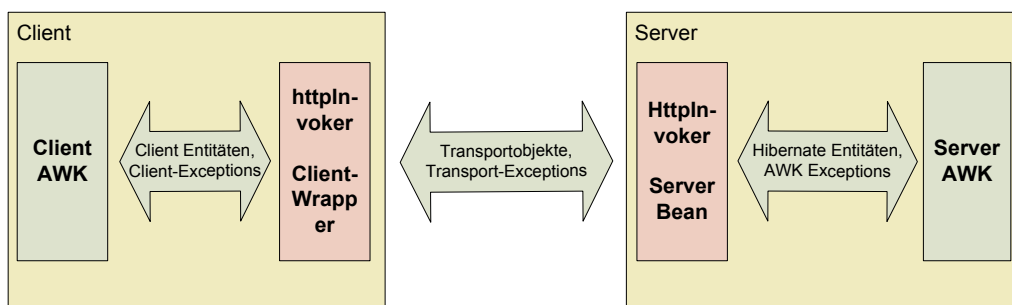 Client
Client
AWK
Client Entitäten,
Client-Exceptions
httpIn-
voker
Client-
Wrapp
er
Transportobjekte,
Transport-Exceptions
Server
HttpIn-
voker
Server
Bean
Hibernate Entitäten,
AWK Exceptions
Server
AWK